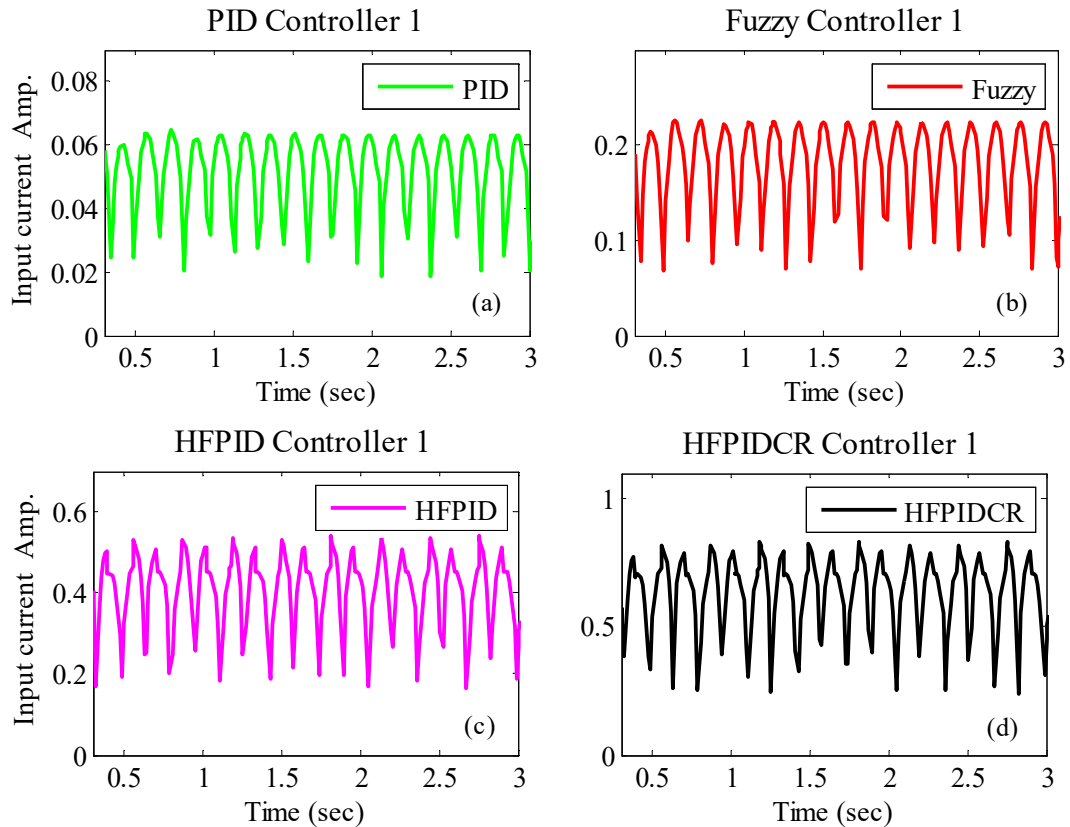 PID Controller 1
Input current  Amp.
0.08
0.06
0.04
0.02
0
PID
(a)
0.5
1
1.5
2
2.5
3
Time (sec)
Fuzzy Controller 1
0.2
0.1
0
Fuzzy
(b)
0.5
1
1.5
2
2.5
3
Time (sec)
HFPID Controller 1
Input current  Amp.
0.6
0.4
0.2
0
HFPID
(c)
0.5
1
1.5
2
2.5
3
Time (sec)
HFPIDCR Controller 1
1
0.5
0
HFPIDCR
(d)
0.5
1
1.5
2
2.5
3
Time (sec)